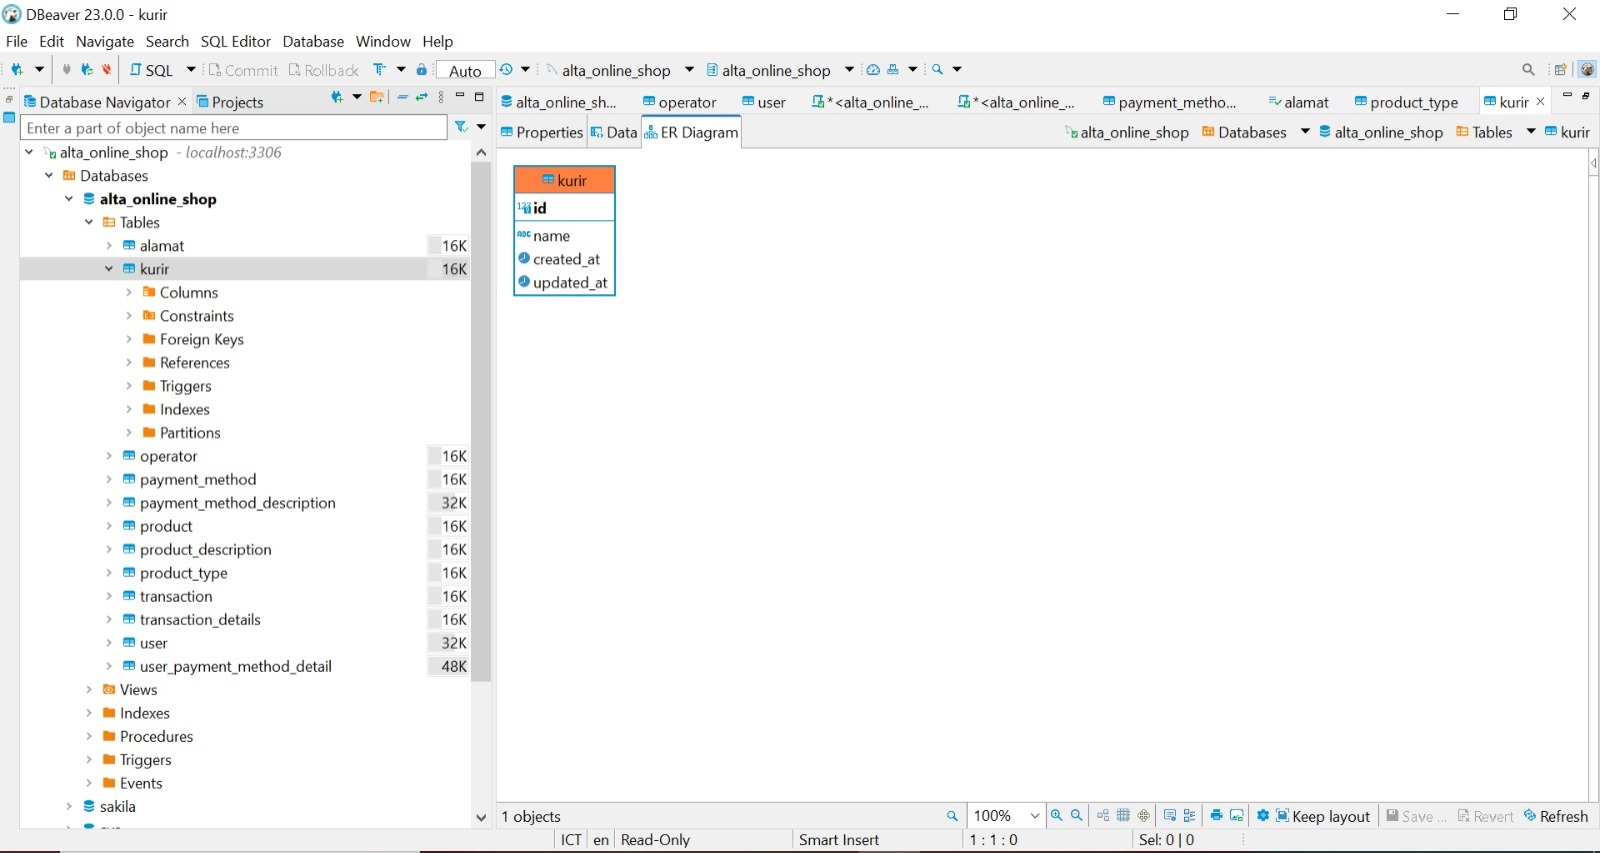 DBeaver 23.0.0 - kurir
File Edit Navigate Search SQL Editor Database Window Help
SQL Commit Rollback Auto alta_online_shop alta_online_shop
Database Navigator Projects
Enter a part of object name here
alta_online_shop - localhost:3306
Databases
alta_online_shop
Tables
alamat 16K
kurir 16K
Columns
Constraints
Foreign Keys
References
Triggers
Indexes
Partitions
operator 16K
payment_method 16K
payment_method_description 32K
product 16K
product_description 16K
product_type 16K
transaction 16K
transaction_details 16K
user 32K
user_payment_method_detail 48K
Views
Indexes
Procedures
Triggers
Events
sakila
alta_online_sh... operator user *<alta_online_... *<alta_online_... payment_metho... alamat product_type kurir
Properties Data ER Diagram alta_online_shop Databases alta_online_shop Tables kurir
kurir
123 id
ABC name
created_at
updated_at
1 objects 100% Keep layout Save ... Revert Refresh
ICT en Read-Only Smart Insert 1 : 1 : 0 Sel: 0 | 0